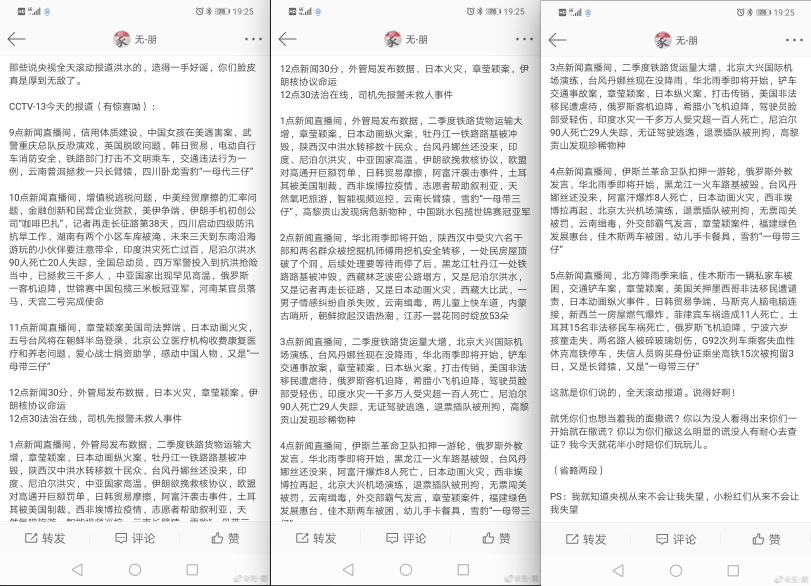 19:25
无-朋
那些说央视全天滚动报道洪水的，造得一手好谣，你们脸皮
真是厚到无敌了。
CCTV-13今天的报道（有惊喜呦）：
9点新闻直播间，信用体质建设，中国女孩在美遇害案，武
警重庆总队反恐演戏，英国脱欧问题，韩日贸易，电动自行
车消防安全，铁路部门打击不文明乘车，交通违法行为一
例，云南普洱拯救一只长臂猿，四川卧龙雪豹“一母代三仔”
10点新闻直播间，增值税逃税问题，中美经贸摩擦的汇率问
题，金融创新和民营企业贷款，美伊争端，伊朗手机初创公
司“咖啡巴扎”，记者再走长征路第38天，四川启动四级防汛
抗旱工作，湖南有两个小区车库被淹，未来三天到东南沿海
游玩的小伙伴要注意带伞，印度洪灾死亡过百，尼泊尔洪水
90人死亡20人失踪，全国总动员，四万军警投入到抗洪抢险
当中，已拯救三千多人，中亚国家出现罕见高温，俄罗斯
一客机迫降，世锦赛中国包揽三米板冠亚军，河南某官员落
马，天宫二号完成使命
11点新闻直播间，章莹颖案美国司法弊端，日本动画火灾，
五号台风将在朝鲜半岛登录，北京公立医疗机构收费康复医
疗和养老问题，爱心战士捐资助学，感动中国人物，又是“一
母带三仔”
12点新闻30分，外管局发布数据，日本火灾，章莹颖案，伊
朗核协议命运
12点30法治在线，司机先报警未救人事件
1点新闻直播间，外管局发布数据，二季度铁路货物运输大
增，章莹颖案，日本动画火灾，牡丹江一铁路路基被冲
毁，陕西汉中洪水转移数十民众，台风丹娜丝还没来，印
度、尼泊尔洪灾，中亚国家高温，伊朗欲挽救核协议，欧盟
对高通开巨额罚单，日韩贸易摩擦，阿富汗袭击事件，土耳
其被美国制裁，西非埃博拉疫情，志愿者帮助叙利亚，天
转发
评论
赞
19:25
无-朋
12点新闻30分，外管局发布数据，日本火灾，章莹颖案，伊
朗核协议命运
12点30法治在线，司机先报警未救人事件
1点新闻直播间，外管局发布数据，二季度铁路货物运输大
增，章莹颖案，日本动画火灾，牡丹江一铁路路基被冲
毁，陕西汉中洪水转移数十民众，台风丹娜丝还没来，印
度、尼泊尔洪灾，中亚国家高温，伊朗欲挽救核协议，欧盟
对高通开巨额罚单，日韩贸易摩擦，阿富汗袭击事件，土耳
其被美国制裁，西非埃博拉疫情，志愿者帮助叙利亚，天
然氧吧旅游，智能视频巡控，云南长臂猿，雪豹“一母带三
仔”，高黎贡山发现病危新物种，中国跳水包揽世锦赛冠亚军
2点新闻直播间，华北雨季即将开始，陕西汉中受灾六名干
部和两名群众被挖掘机师傅用挖机安全转移，一处民房屋顶
破了个洞，后续处理要等待雨停了后，黑龙江牡丹江一处铁
路路基被冲毁，西藏林芝波密公路塌方，又是尼泊尔洪水，
又是记者再走长征路，又是日本动画火灾，西藏大比武，一
男子情感纠纷自杀失败，云南缉毒，两儿童上快车道，内蒙
古哨所，朝鲜掀起汉语热潮，江苏一昙花同时绽放53朵
3点新闻直播间，二季度铁路货运量大增，北京大兴国际机
场演练，台风丹娜丝现在没降雨，华北雨季即将开始，铲车
交通事故案，章莹颖案，日本纵火案，打击传销，美国非法
移民遭虐待，俄罗斯客机迫降，希腊小飞机迫降，驾驶员脸
部受轻伤，印度水灾一千多万人受灾超一百人死亡，尼泊尔
90人死亡29人失踪，无证驾驶逃逸，退票插队被刑拘，高黎
贡山发现珍稀物种
4点新闻直播间，伊斯兰革命卫队扣押一游轮，俄罗斯外教
发言，华北雨季将开始，黑龙江一火车路基被毁，台风丹娜
丝还没来，阿富汗爆炸8人死亡，日本动画火灾，西非埃博
拉再起，北京大兴机场演练，退票插队被刑拘，无票闯关
被罚，云南缉毒，外交部霸气发言，章莹颖案件，福建绿色
发展惠台，佳木斯两车被困，幼儿手卡餐具，雪豹“一母带三
转发
评论
赞
19:25
无-朋
3点新闻直播间，二季度铁路货运量大增，北京大兴国际机
场演练，台风丹娜丝现在没降雨，华北雨季即将开始，铲车
交通事故案，章莹颖案，日本纵火案，打击传销，美国非法
移民遭虐待，俄罗斯客机迫降，希腊小飞机迫降，驾驶员脸
部受轻伤，印度水灾一千多万人受灾超一百人死亡，尼泊尔
90人死亡29人失踪，无证驾驶逃逸，退票插队被刑拘，高黎
贡山发现珍稀物种
4点新闻直播间，伊斯兰革命卫队扣押一游轮，俄罗斯外教
发言，华北雨季将开始，黑龙江一火车路基被毁，台风丹娜
丝还没来，阿富汗爆炸8人死亡，日本动画火灾，西非埃
博拉再起，北京大兴机场演练，退票插队被刑拘，无票闯关
被罚，云南缉毒，外交部霸气发言，章莹颖案件，福建绿色
发展惠台，佳木斯两车被困，幼儿手卡餐具，雪豹“一母带三
仔”
5点新闻直播间，北方降雨季来临，佳木斯市一辆私家车被
困，交通铲车案，章莹颖案，美国关押墨西哥非法移民遭谴
责，日本动画纵火事件，日韩贸易争端，马斯克人脑电脑连
接，新西兰一房屋燃气爆炸，菲律宾车祸造成11人死亡，土
耳其15名非法移民车祸死亡，俄罗斯飞机迫降，宁波六岁
孩童走失，两名路人被碎玻璃划伤，G92次列车乘客失血性
休克高铁停车，失信人员购买身份证乘坐高铁15次被拘留3
日，又是长臂猿，又是“一母带三仔”
这就是你们说的，全天滚动报道。说得好啊！
就凭你们也想当着我的面撒谎？你以为没人看得出来你们一
开始就在撒谎？你以为你们撒这么明显的谎没人有耐心去查
证？我今天就花半小时陪你们玩玩儿。
（省略两段）
PS：我就知道央视从来不会让我失望，小粉红们从来不会让
我失望
转发
评论
赞